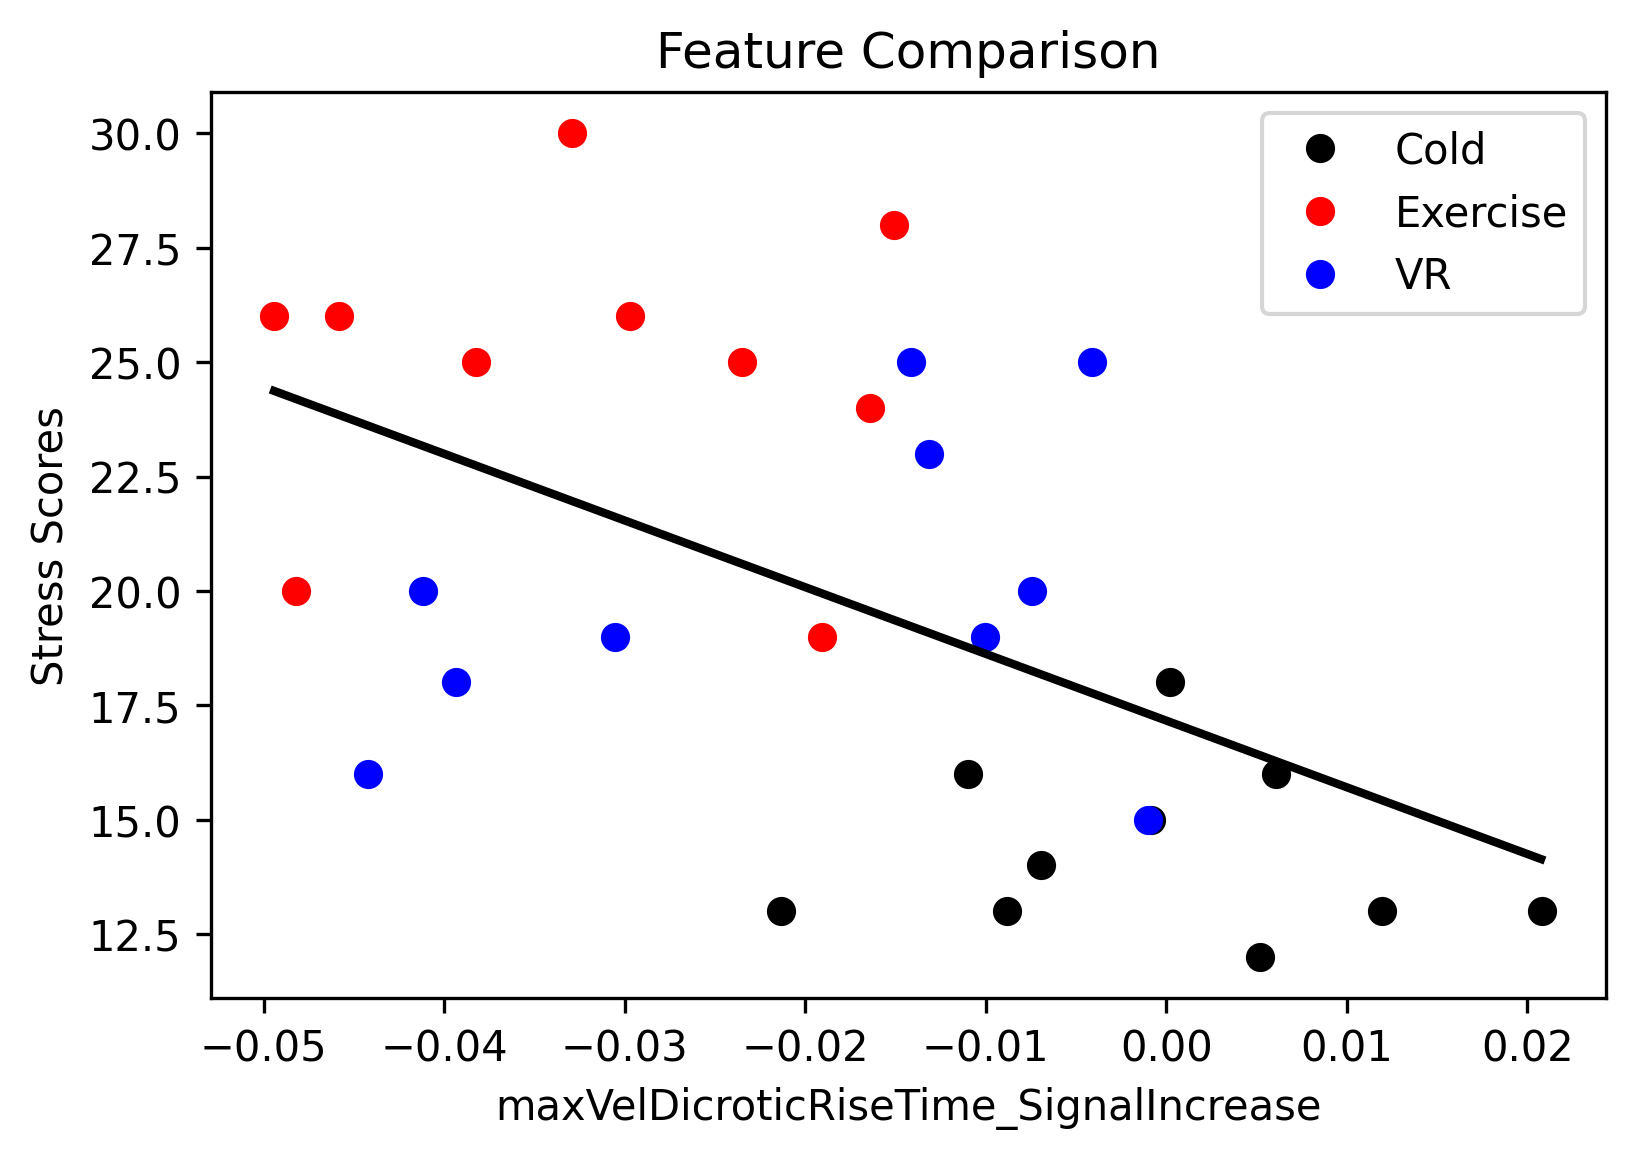 Feature Comparison
Cold
Exercise
VR
Stress Scores
30.0
27.5
25.0
22.5
20.0
17.5
15.0
12.5
−0.05 −0.04 −0.03 −0.02 −0.01 0.00 0.01 0.02
maxVelDicroticRiseTime_SignalIncrease